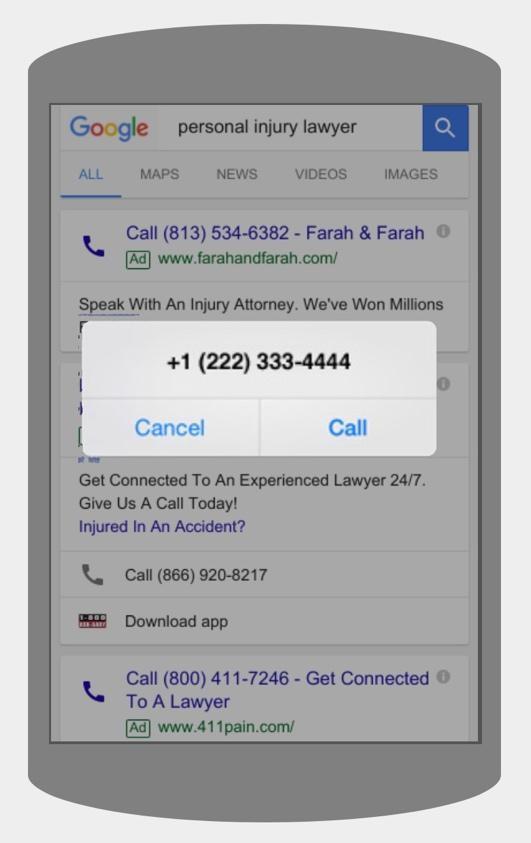 Google personal injury lawyer
ALL MAPS NEWS VIDEOS IMAGES
Call (813) 534-6382 - Farah & Farah
Ad www.farahandfarah.com/
Speak With An Injury Attorney. We've Won Millions
+1 (222) 333-4444
Cancel Call
Get Connected To An Experienced Lawyer 24/7.
Give Us A Call Today!
Injured In An Accident?
Call (866) 920-8217
Download app
Call (800) 411-7246 - Get Connected
To A Lawyer
Ad www.411pain.com/